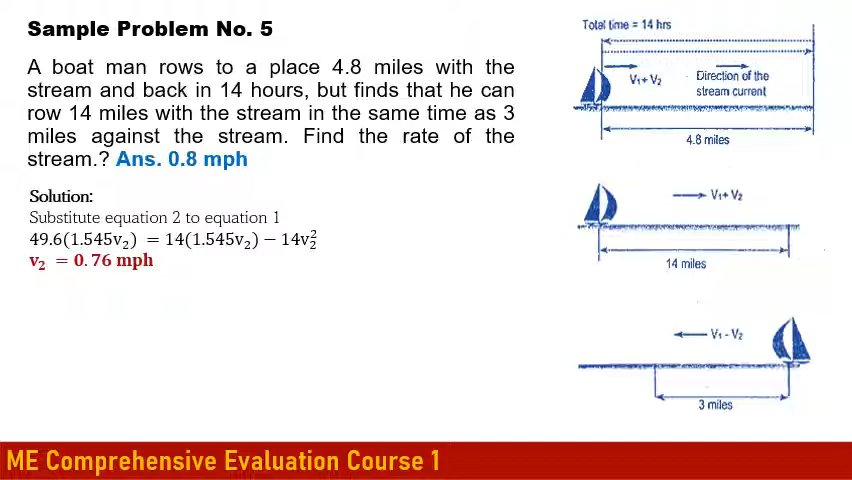 Sample Problem No. 5
A boat man rows to a place 4.8 miles with the
stream and back in 14 hours, but finds that he can
row 14 miles with the stream in the same time as 3
miles against the stream. Find the rate of the
stream.? Ans. 0.8 mph
Solution:
Substitute equation 2 to equation 1
49.6(1.545v₂) = 14(1.545v₂) − 14v₂²
v₂ = 0.76 mph
Total time = 14 hrs
V₁+ V₂
Direction of the
stream current
4.8 miles
V₁+ V₂
14 miles
V₁ - V₂
3 miles
ME Comprehensive Evaluation Course 1